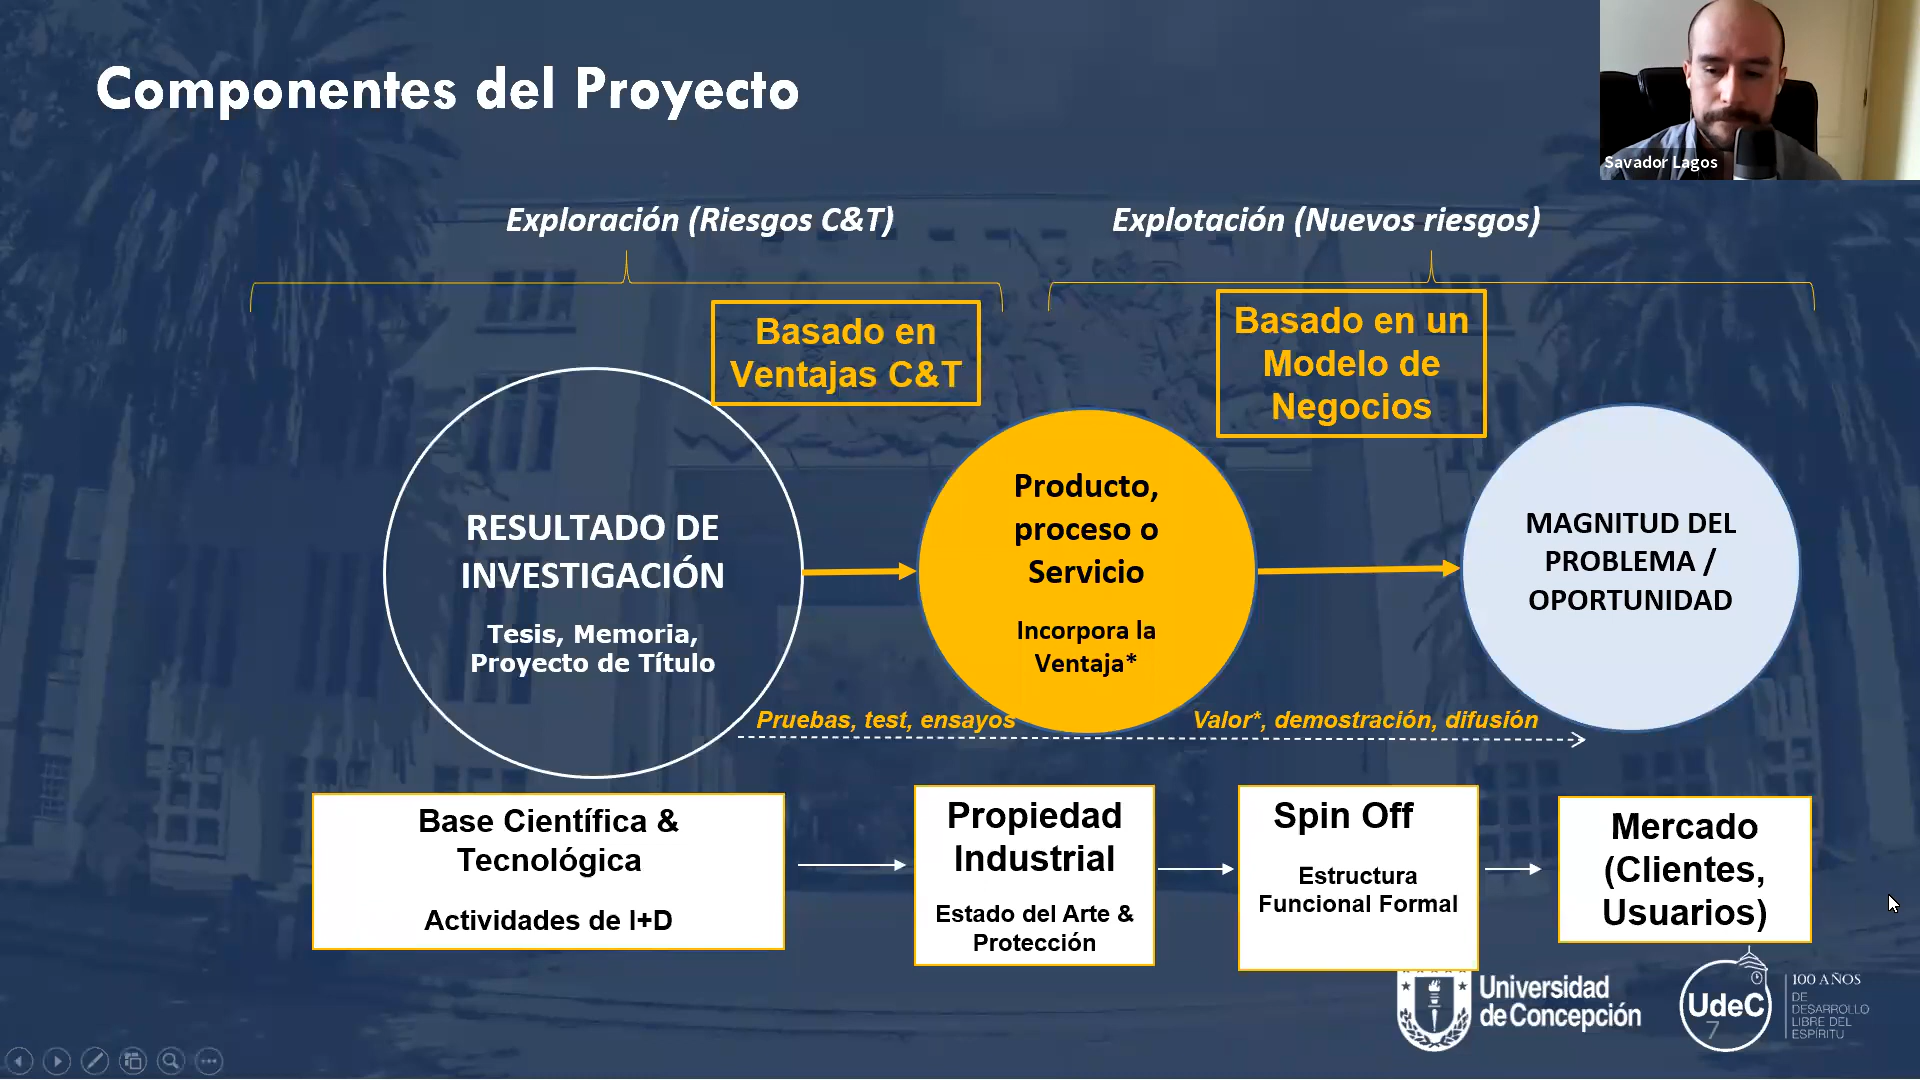 Componentes del Proyecto
Savador Lagos
Exploración (Riesgos C&T)
Explotación (Nuevos riesgos)
Basado en
Ventajas C&T
Basado en un
Modelo de
Negocios
RESULTADO DE
INVESTIGACIÓN
Tesis, Memoria,
Proyecto de Título
Producto,
proceso o
Servicio
Incorpora la
Ventaja*
MAGNITUD DEL
PROBLEMA /
OPORTUNIDAD
Pruebas, test, ensayos
Valor*, demostración, difusión
Base Científica &
Tecnológica
Actividades de I+D
Propiedad
Industrial
Estado del Arte &
Protección
Spin Off
Estructura
Funcional Formal
Mercado
(Clientes,
Usuarios)
Universidad
de Concepción
UdeC
7
100 AÑOS
DE
DESARROLLO
LIBRE DEL
ESPÍRITU